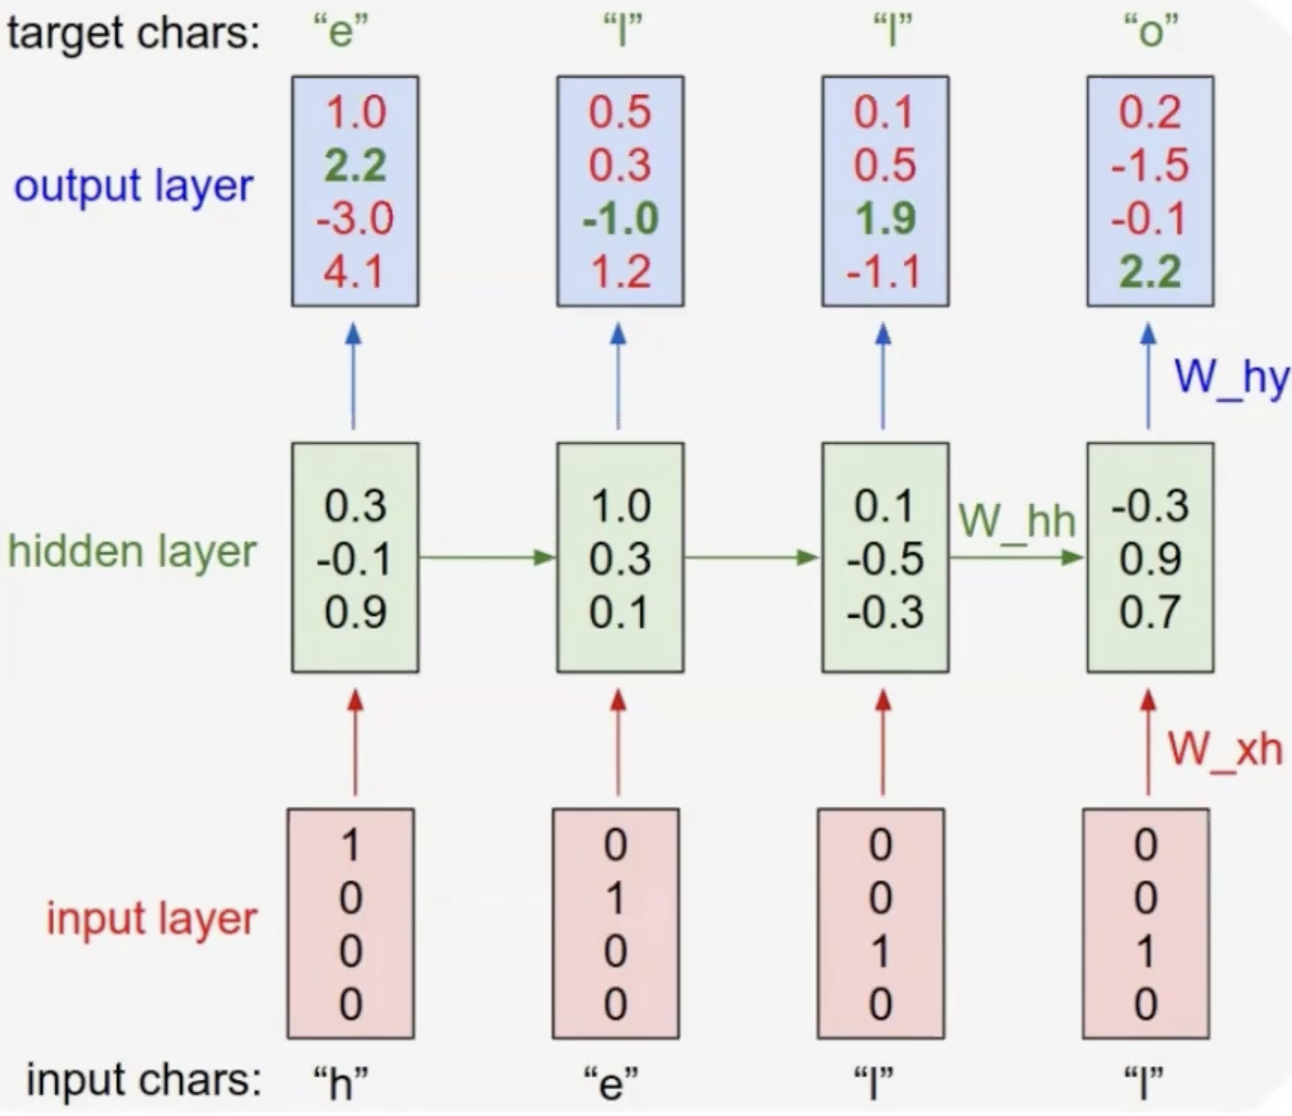 target chars: “e” “l” “l” “o”
1.0 0.5 0.1 0.2
2.2 0.3 0.5 -1.5
output layer
-3.0 -1.0 1.9 -0.1
4.1 1.2 -1.1 2.2
W_hy
0.3 1.0 0.1 -0.3
W_hh
hidden layer -0.1 0.3 -0.5 0.9
0.9 0.1 -0.3 0.7
W_xh
1 0 0 0
0 1 0 0
input layer
0 0 1 1
0 0 0 0
input chars: “h” “e” “l” “l”